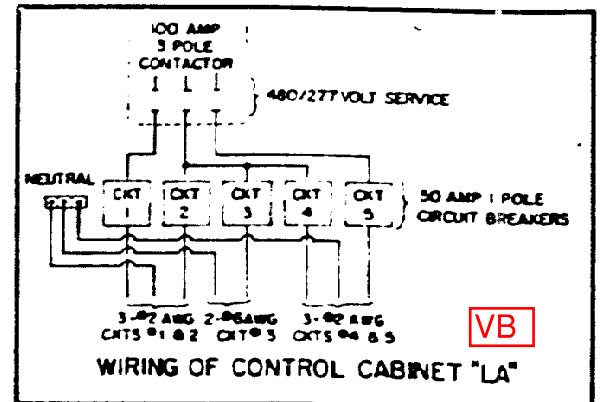 100 AMP
3 POLE
CONTACTOR
480/277 VOLT SERVICE
NEUTRAL
CKT 1
CKT 2
CKT 3
CKT 4
CKT 5
50 AMP 1 POLE
CIRCUIT BREAKERS
3-#2 AWG
CKTS #1 & 2
2-#6 AWG
CKT #3
3-#2 AWG
CKTS #4 & 5
VB
WIRING OF CONTROL CABINET "LA"